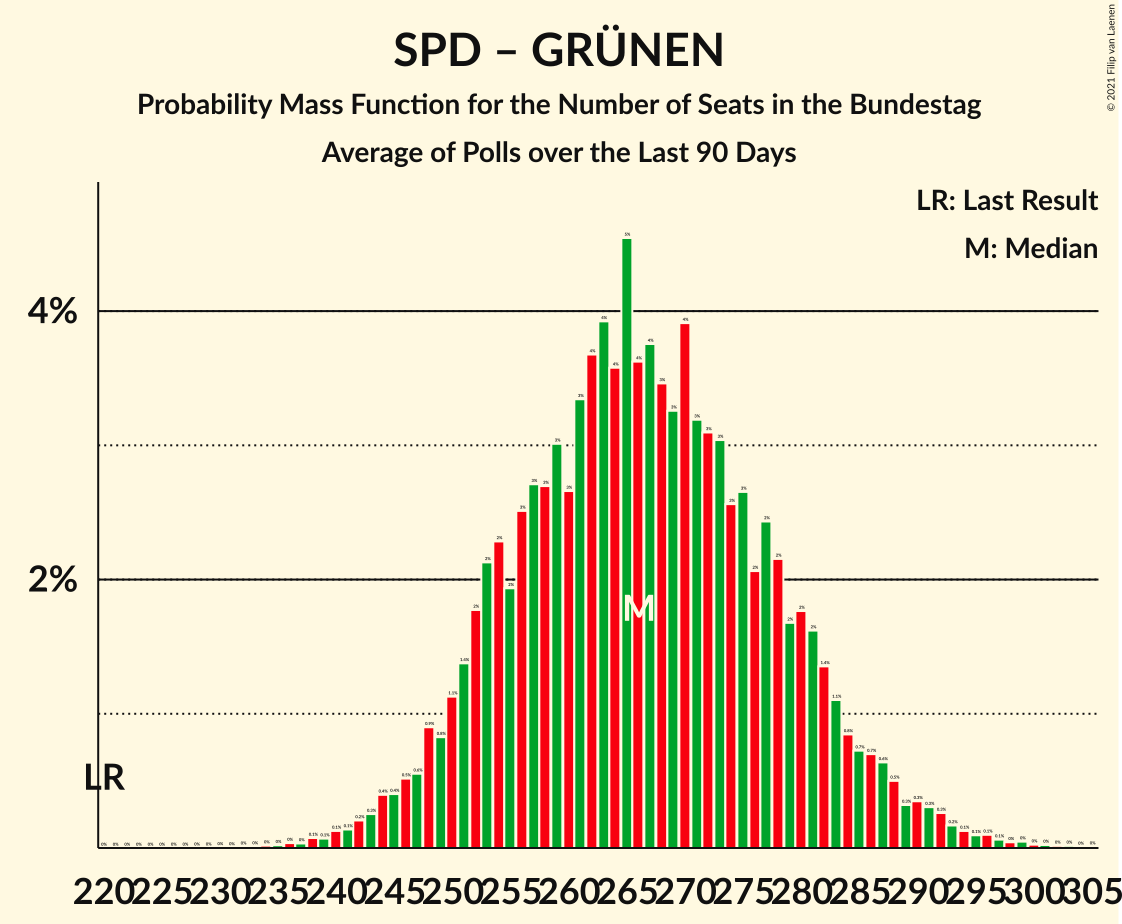 SPD – GRÜNEN
Probability Mass Function for the Number of Seats in the Bundestag
Average of Polls over the Last 90 Days
© 2021 Filip van Laenen
LR: Last Result
M: Median
4%
2%
LR
M
220 225 230 235 240 245 250 255 260 265 270 275 280 285 290 295 300 305